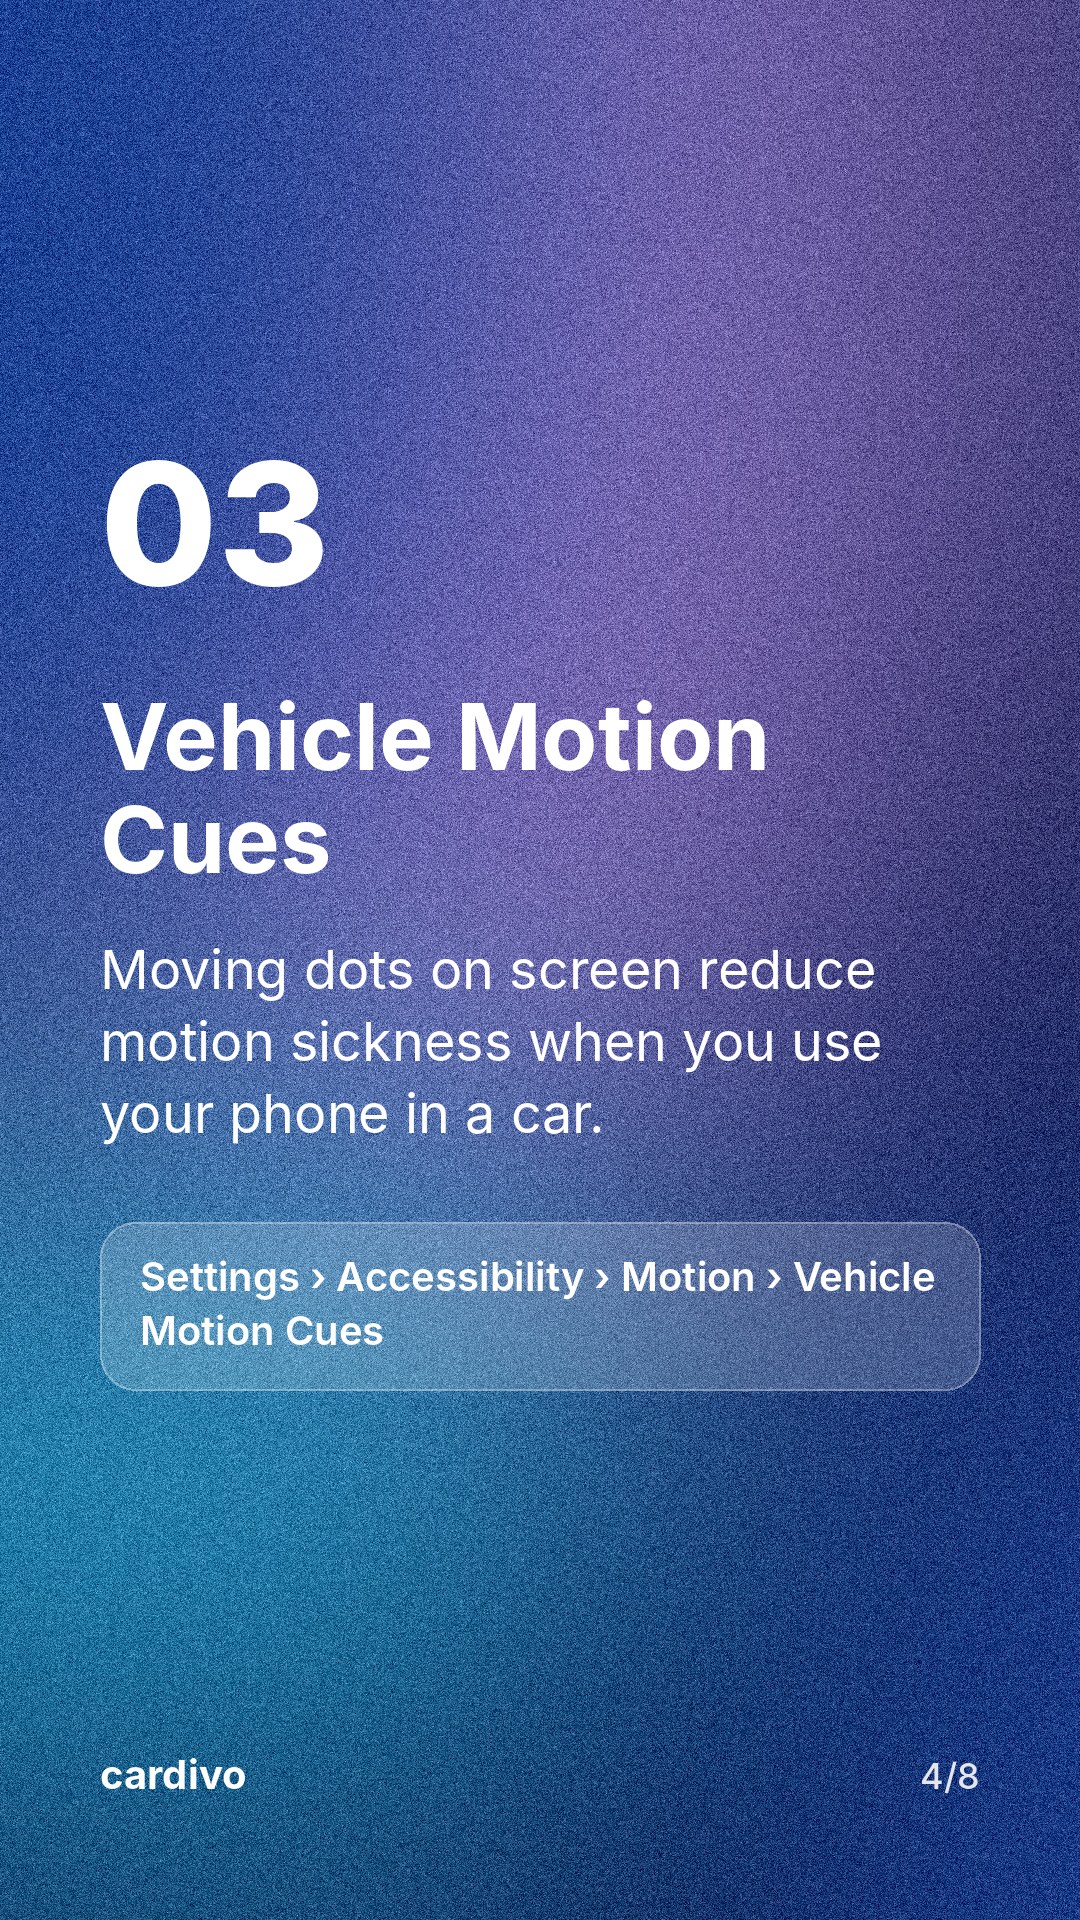 03
Vehicle Motion
Cues
Moving dots on screen reduce
motion sickness when you use
your phone in a car.
Settings › Accessibility › Motion › Vehicle
Motion Cues
cardivo
4/8